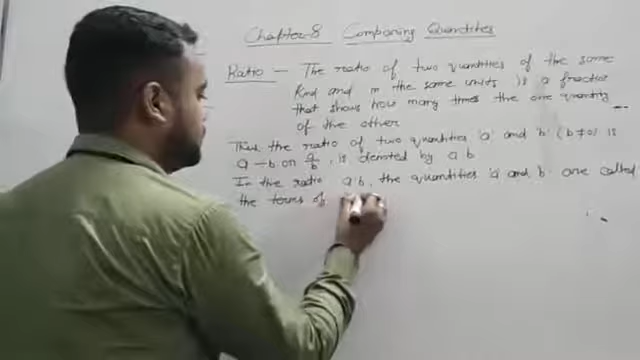 Chapter-8 Comparing Quantities
Ratio – The ratio of two quantities of the same
kind and in the same units is a fraction
that shows how many times the one quantity
of the other
Thus the ratio of two quantities 'a' and 'b' (b≠0) is
a ÷ b or a/b, is denoted by a:b
In the ratio a:b, the quantities a and b are called
the terms of